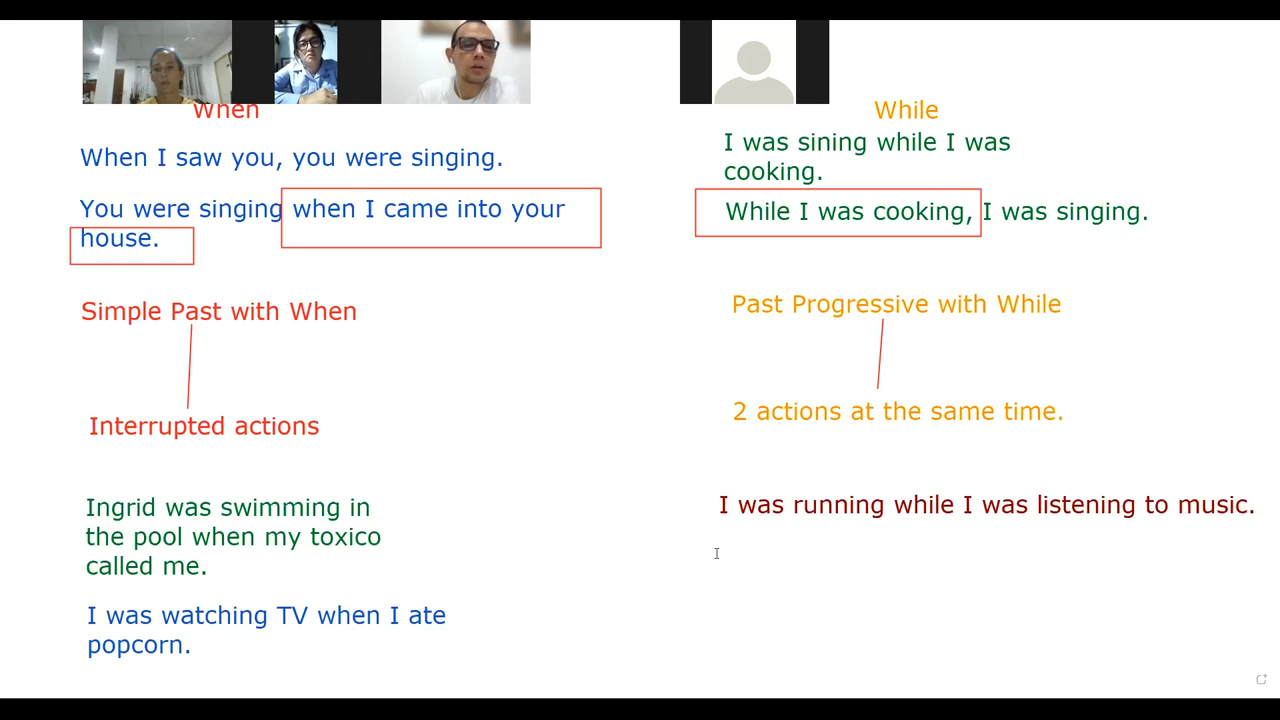 When
When I saw you, you were singing.
You were singing when I came into your
house.
Simple Past with When
Interrupted actions
Ingrid was swimming in
the pool when my toxico
called me.
I was watching TV when I ate
popcorn.
While
I was sining while I was
cooking.
While I was cooking, I was singing.
Past Progressive with While
2 actions at the same time.
I was running while I was listening to music.